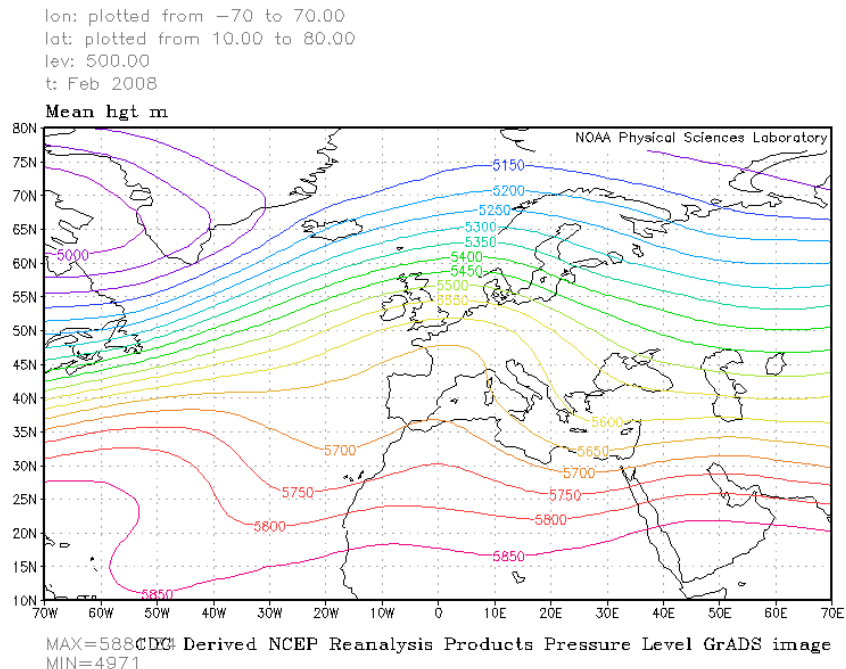 lon: plotted from −70 to 70.00
lat: plotted from 10.00 to 80.00
lev: 500.00
t: Feb 2008
Mean hgt m
80N
NOAA Physical Sciences Laboratory
75N
5150
70N
5200
5250
65N
5300
5000
5350
60N
5400
5450
55N
5500
5550
50N
45N
40N
5600
35N
5700
5650
30N
5700
5750
5750
25N
5800
5800
20N
5850
15N
5850
10N
70W 60W 50W 40W 30W 20W 10W 0 10E 20E 30E 40E 50E 60E 70E
CDC Derived NCEP Reanalysis Products Pressure Level GrADS image
MIN=4971